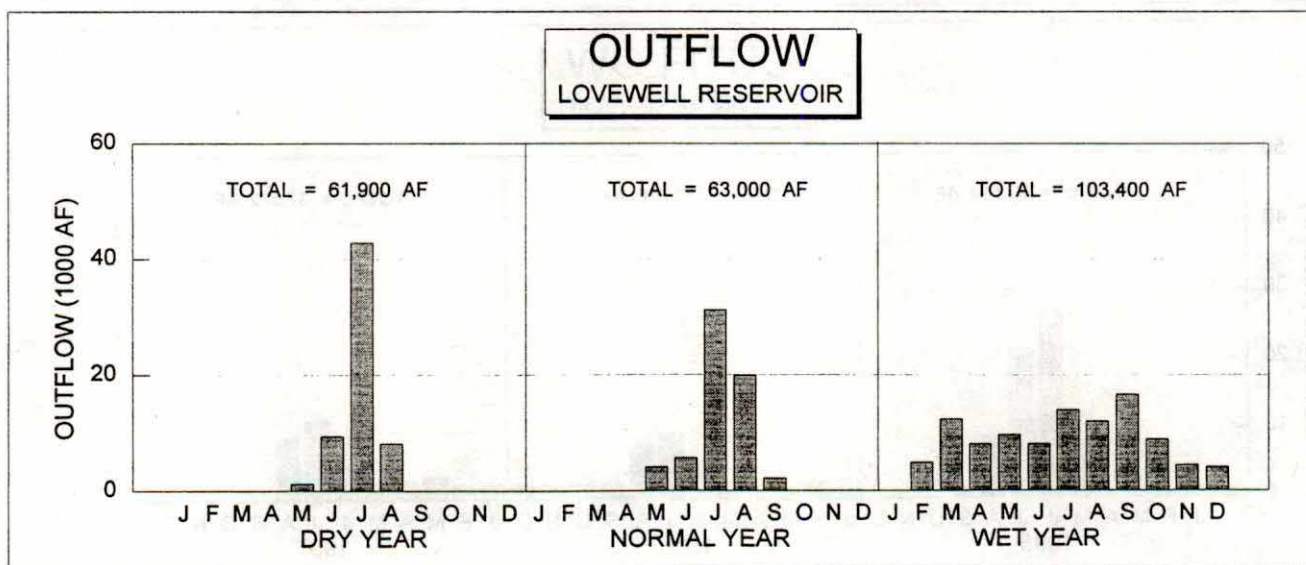 OUTFLOW
LOVEWELL RESERVOIR
OUTFLOW (1000 AF)
60
40
20
0
TOTAL = 61,900 AF
TOTAL = 63,000 AF
TOTAL = 103,400 AF
J F M A M J J A S O N D J F M A M J J A S O N D J F M A M J J A S O N D
DRY YEAR NORMAL YEAR WET YEAR